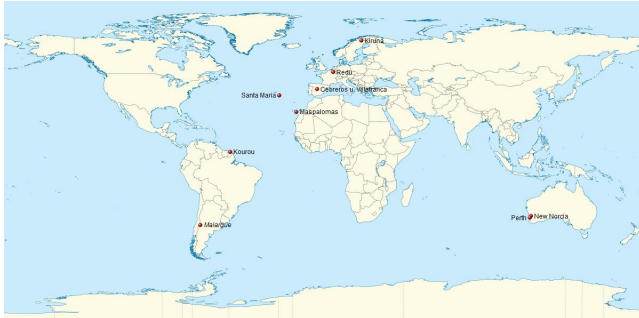 Kiruna
Redu
Cebreros u. Villafranca
Santa Maria
Maspalomas
Kourou
Malargüe
Perth
New Norcia